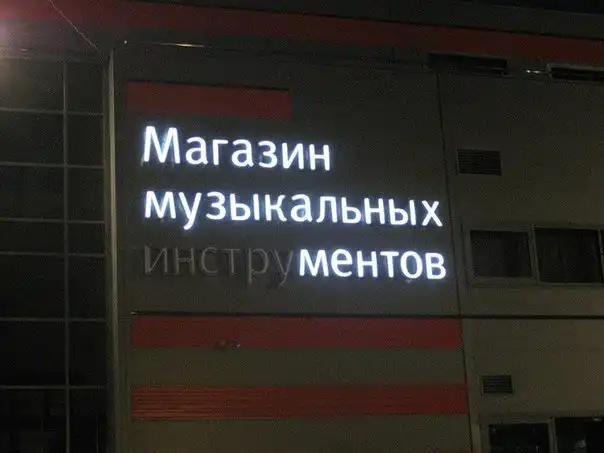 Магазин
музыкальных
инструментов